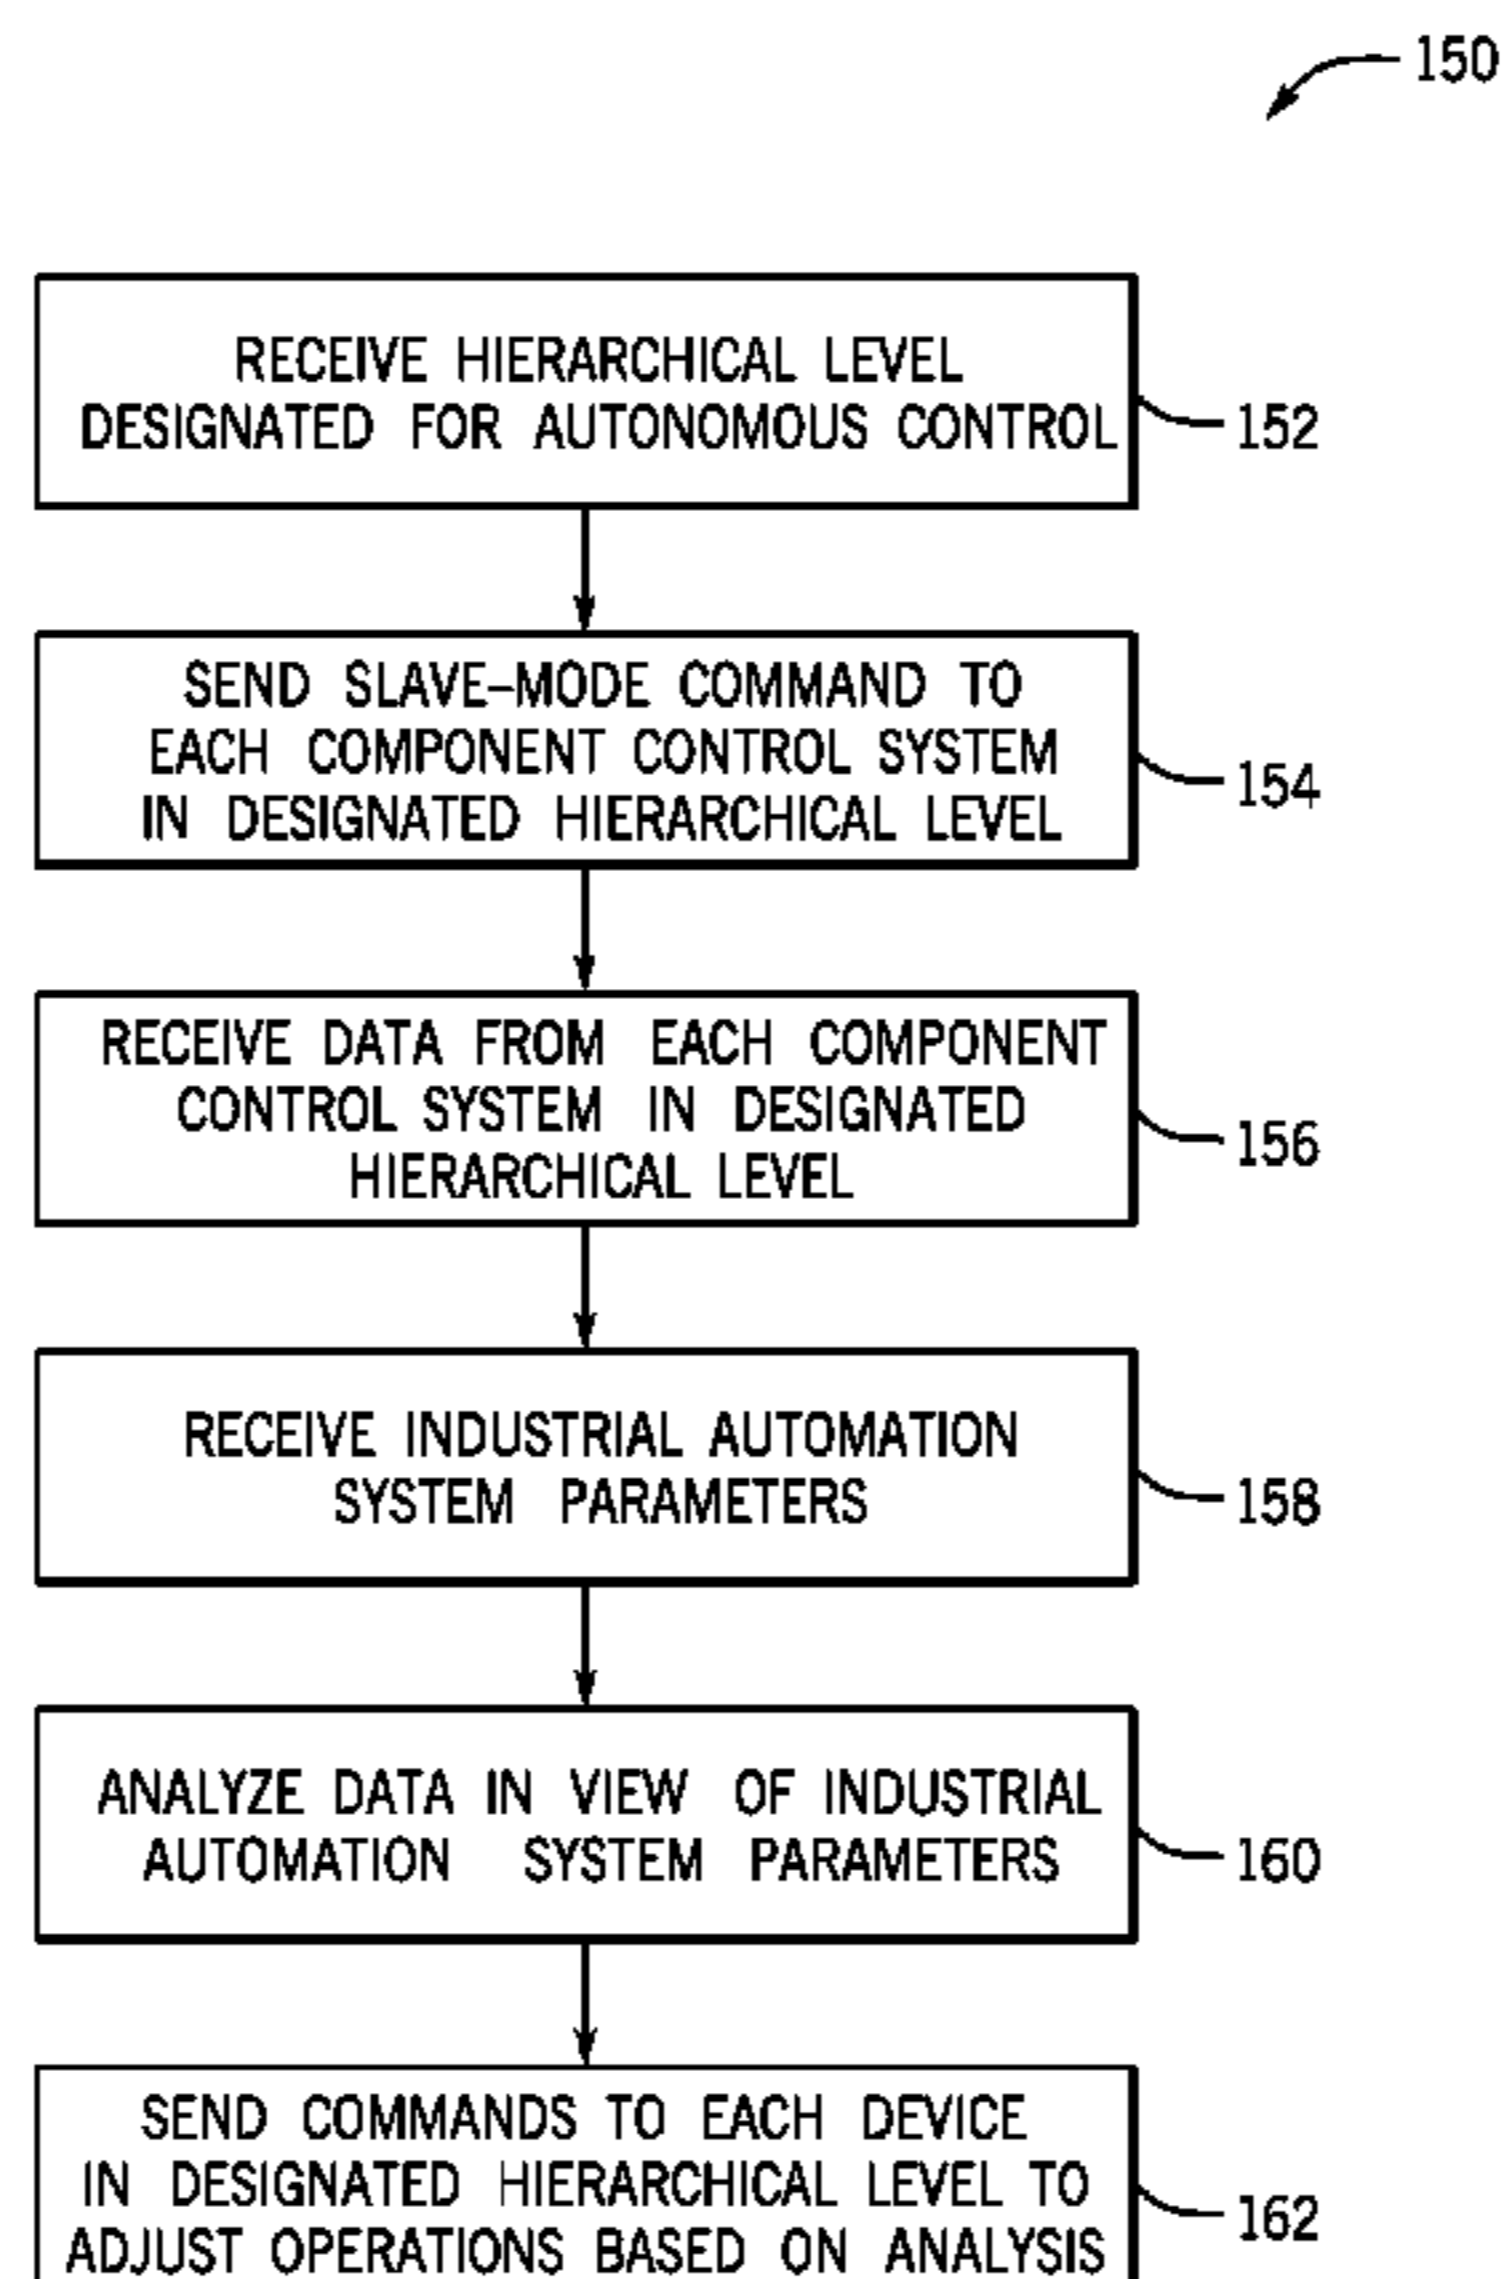 150
RECEIVE HIERARCHICAL LEVEL
DESIGNATED FOR AUTONOMOUS CONTROL
152
SEND SLAVE-MODE COMMAND TO
EACH COMPONENT CONTROL SYSTEM
IN DESIGNATED HIERARCHICAL LEVEL
154
RECEIVE DATA FROM EACH COMPONENT
CONTROL SYSTEM IN DESIGNATED
HIERARCHICAL LEVEL
156
RECEIVE INDUSTRIAL AUTOMATION
SYSTEM PARAMETERS
158
ANALYZE DATA IN VIEW OF INDUSTRIAL
AUTOMATION SYSTEM PARAMETERS
160
SEND COMMANDS TO EACH DEVICE
IN DESIGNATED HIERARCHICAL LEVEL TO
ADJUST OPERATIONS BASED ON ANALYSIS
162